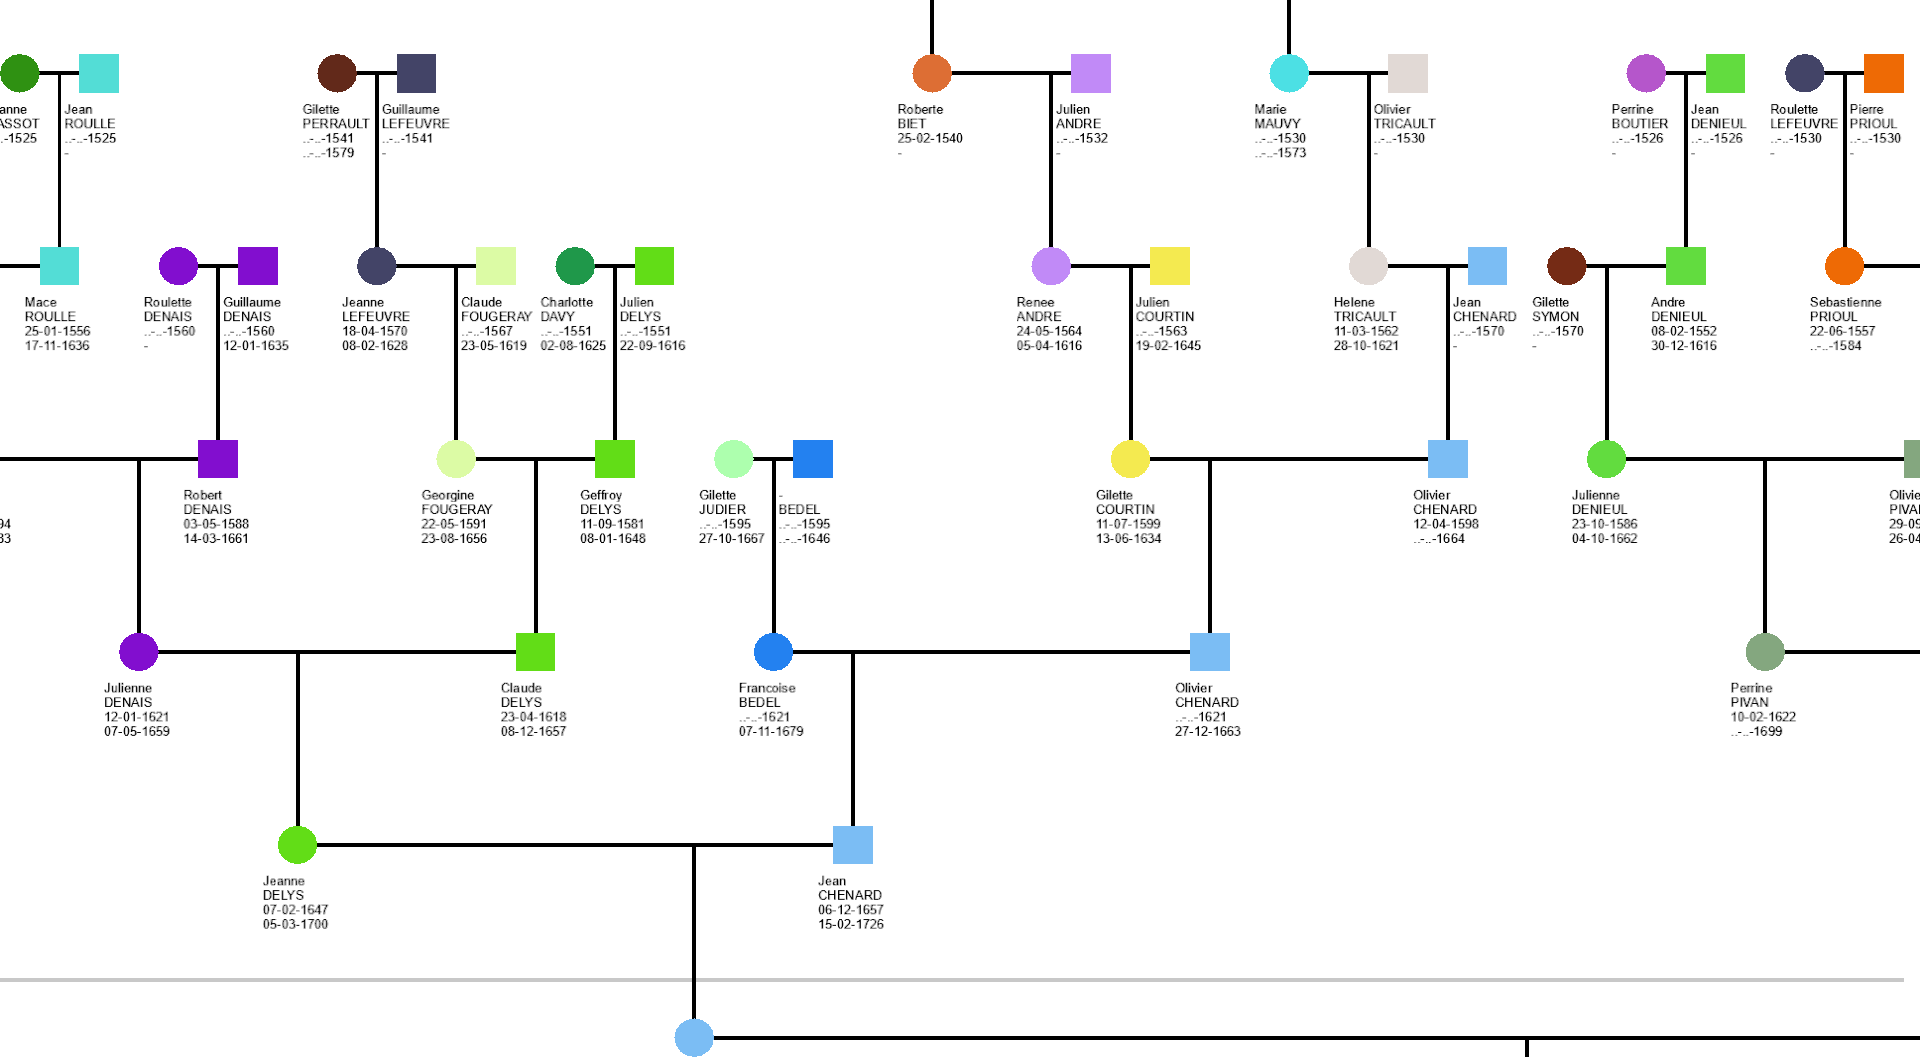 anne
ASSOT
.-1525
Jean
ROULLE
..-..-1525
-
Gilette
PERRAULT
..-..-1541
..-..-1579
Guillaume
LEFEUVRE
..-..-1541
-
Roberte
BIET
25-02-1540
-
Julien
ANDRE
..-..-1532
-
Marie
MAUVY
..-..-1530
..-..-1573
Olivier
TRICAULT
..-..-1530
-
Perrine
BOUTIER
..-..-1526
-
Jean
DENIEUL
..-..-1526
-
Roulette
LEFEUVRE
..-..-1530
-
Pierre
PRIOUL
..-..-1530
-
Mace
ROULLE
25-01-1556
17-11-1636
Roulette
DENAIS
..-..-1560
-
Guillaume
DENAIS
..-..-1560
12-01-1635
Jeanne
LEFEUVRE
18-04-1570
08-02-1628
Claude
FOUGERAY
..-..-1567
23-05-1619
Charlotte
DAVY
..-..-1551
02-08-1625
Julien
DELYS
..-..-1551
22-09-1616
Renee
ANDRE
24-05-1564
05-04-1616
Julien
COURTIN
..-..-1563
19-02-1645
Helene
TRICAULT
11-03-1562
28-10-1621
Jean
CHENARD
..-..-1570
-
Gilette
SYMON
..-..-1570
-
Andre
DENIEUL
08-02-1552
30-12-1616
Sebastienne
PRIOUL
22-06-1557
..-..-1584
94
33
Robert
DENAIS
03-05-1588
14-03-1661
Georgine
FOUGERAY
22-05-1591
23-08-1656
Geffroy
DELYS
11-09-1581
08-01-1648
Gilette
JUDIER
..-..-1595
27-10-1667
-
BEDEL
..-..-1595
..-..-1646
Gilette
COURTIN
11-07-1599
13-06-1634
Olivier
CHENARD
12-04-1598
..-..-1664
Julienne
DENIEUL
23-10-1586
04-10-1662
Olivie
PIVA
29-09
26-04
Julienne
DENAIS
12-01-1621
07-05-1659
Claude
DELYS
23-04-1618
08-12-1657
Francoise
BEDEL
..-..-1621
07-11-1679
Olivier
CHENARD
..-..-1621
27-12-1663
Perrine
PIVAN
10-02-1622
..-..-1699
Jeanne
DELYS
07-02-1647
05-03-1700
Jean
CHENARD
06-12-1657
15-02-1726